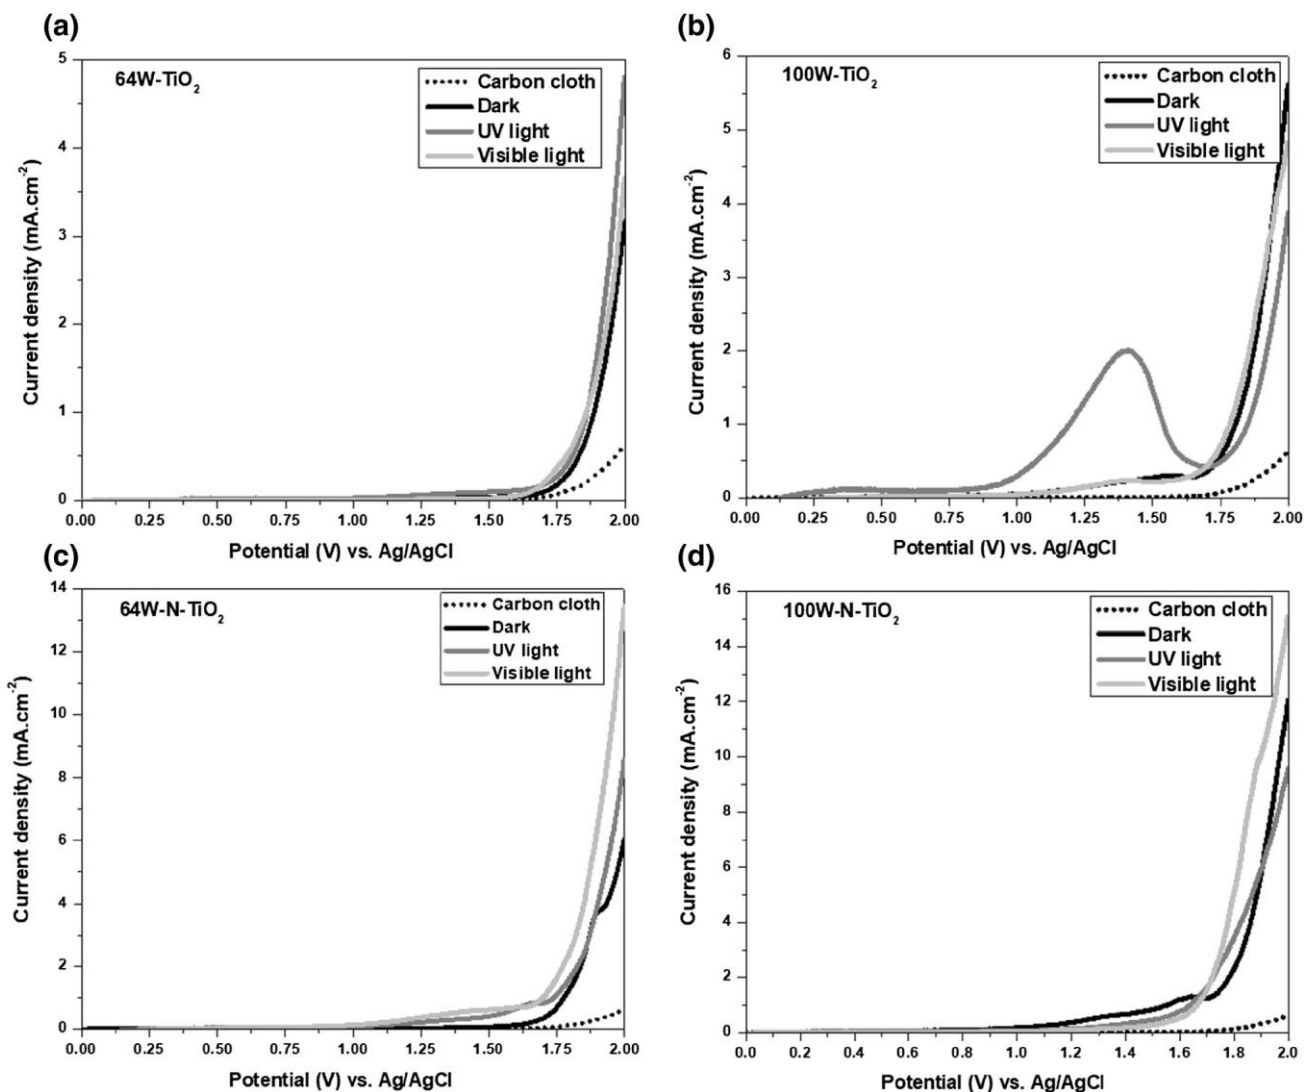 (a)
64W-TiO2
Carbon cloth
Dark
UV light
Visible light
5
4
3
2
1
0
Current density (mA.cm-2)
0.00 0.25 0.50 0.75 1.00 1.25 1.50 1.75 2.00
Potential (V) vs. Ag/AgCl
(b)
100W-TiO2
Carbon cloth
Dark
UV light
Visible light
6
5
4
3
2
1
0
Current density (mA.cm-2)
0.00 0.25 0.50 0.75 1.00 1.25 1.50 1.75 2.00
Potential (V) vs. Ag/AgCl
(c)
64W-N-TiO2
Carbon cloth
Dark
UV light
Visible light
14
12
10
8
6
4
2
0
Current density (mA.cm-2)
0.00 0.25 0.50 0.75 1.00 1.25 1.50 1.75 2.00
Potential (V) vs. Ag/AgCl
(d)
100W-N-TiO2
Carbon cloth
Dark
UV light
Visible light
16
14
12
10
8
6
4
2
0
Current density (mA.cm-2)
0.0 0.2 0.4 0.6 0.8 1.0 1.2 1.4 1.6 1.8 2.0
Potential (V) vs. Ag/AgCl